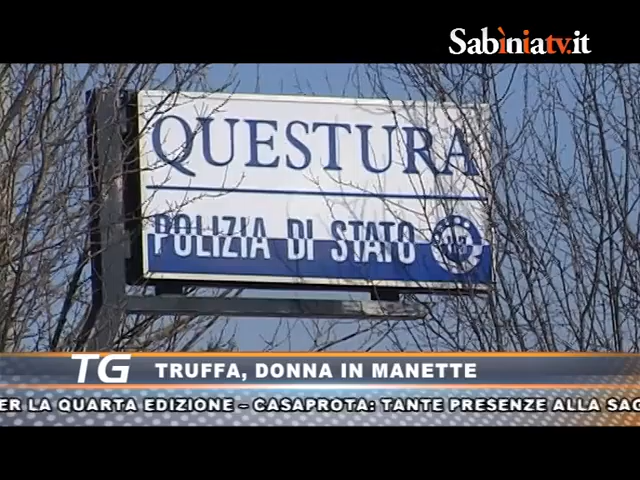 Sabiniatv.it
QUESTURA
POLIZIA DI STATO
TG TRUFFA, DONNA IN MANETTE
ER LA QUARTA EDIZIONE – CASAPROTA: TANTE PRESENZE ALLA SAG